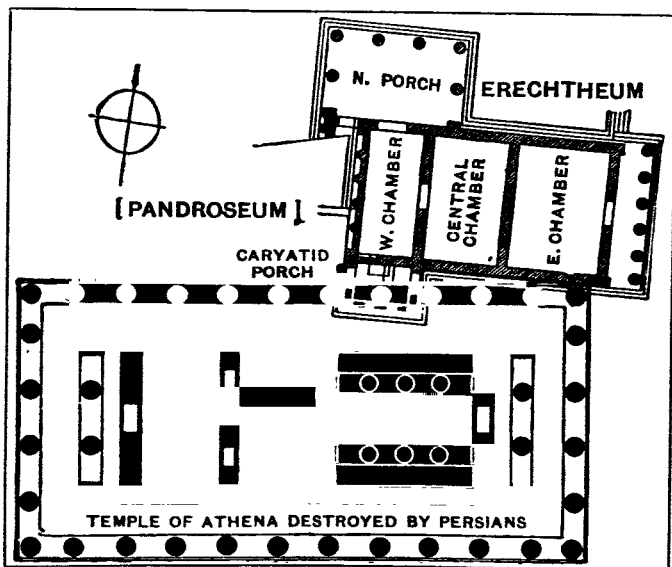 N. PORCH
ERECHTHEUM
W. CHAMBER
CENTRAL
CHAMBER
E. CHAMBER
[PANDROSEUM]
CARYATID
PORCH
TEMPLE OF ATHENA DESTROYED BY PERSIANS